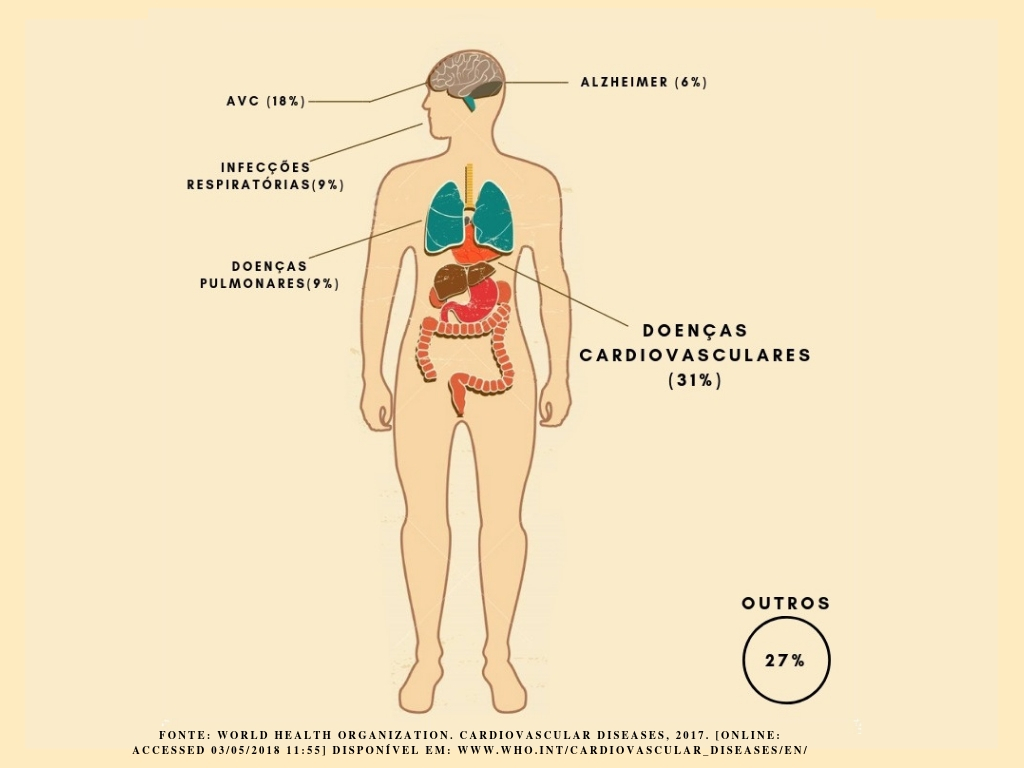 AVC (18%)
ALZHEIMER (6%)
INFECÇÕES
RESPIRATÓRIAS(9%)
DOENÇAS
PULMONARES(9%)
DOENÇAS
CARDIOVASCULARES
(31%)
OUTROS
27%
FONTE: WORLD HEALTH ORGANIZATION. CARDIOVASCULAR DISEASES, 2017. [ONLINE:
ACCESSED 03/05/2018 11:55] DISPONÍVEL EM: WWW.WHO.INT/CARDIOVASCULAR_DISEASES/EN/